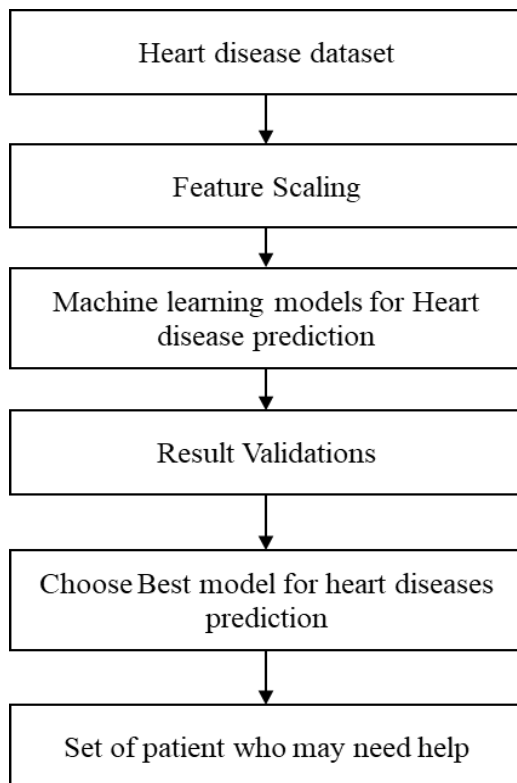 Heart disease dataset
Feature Scaling
Machine learning models for Heart
disease prediction
Result Validations
Choose Best model for heart diseases
prediction
Set of patient who may need help